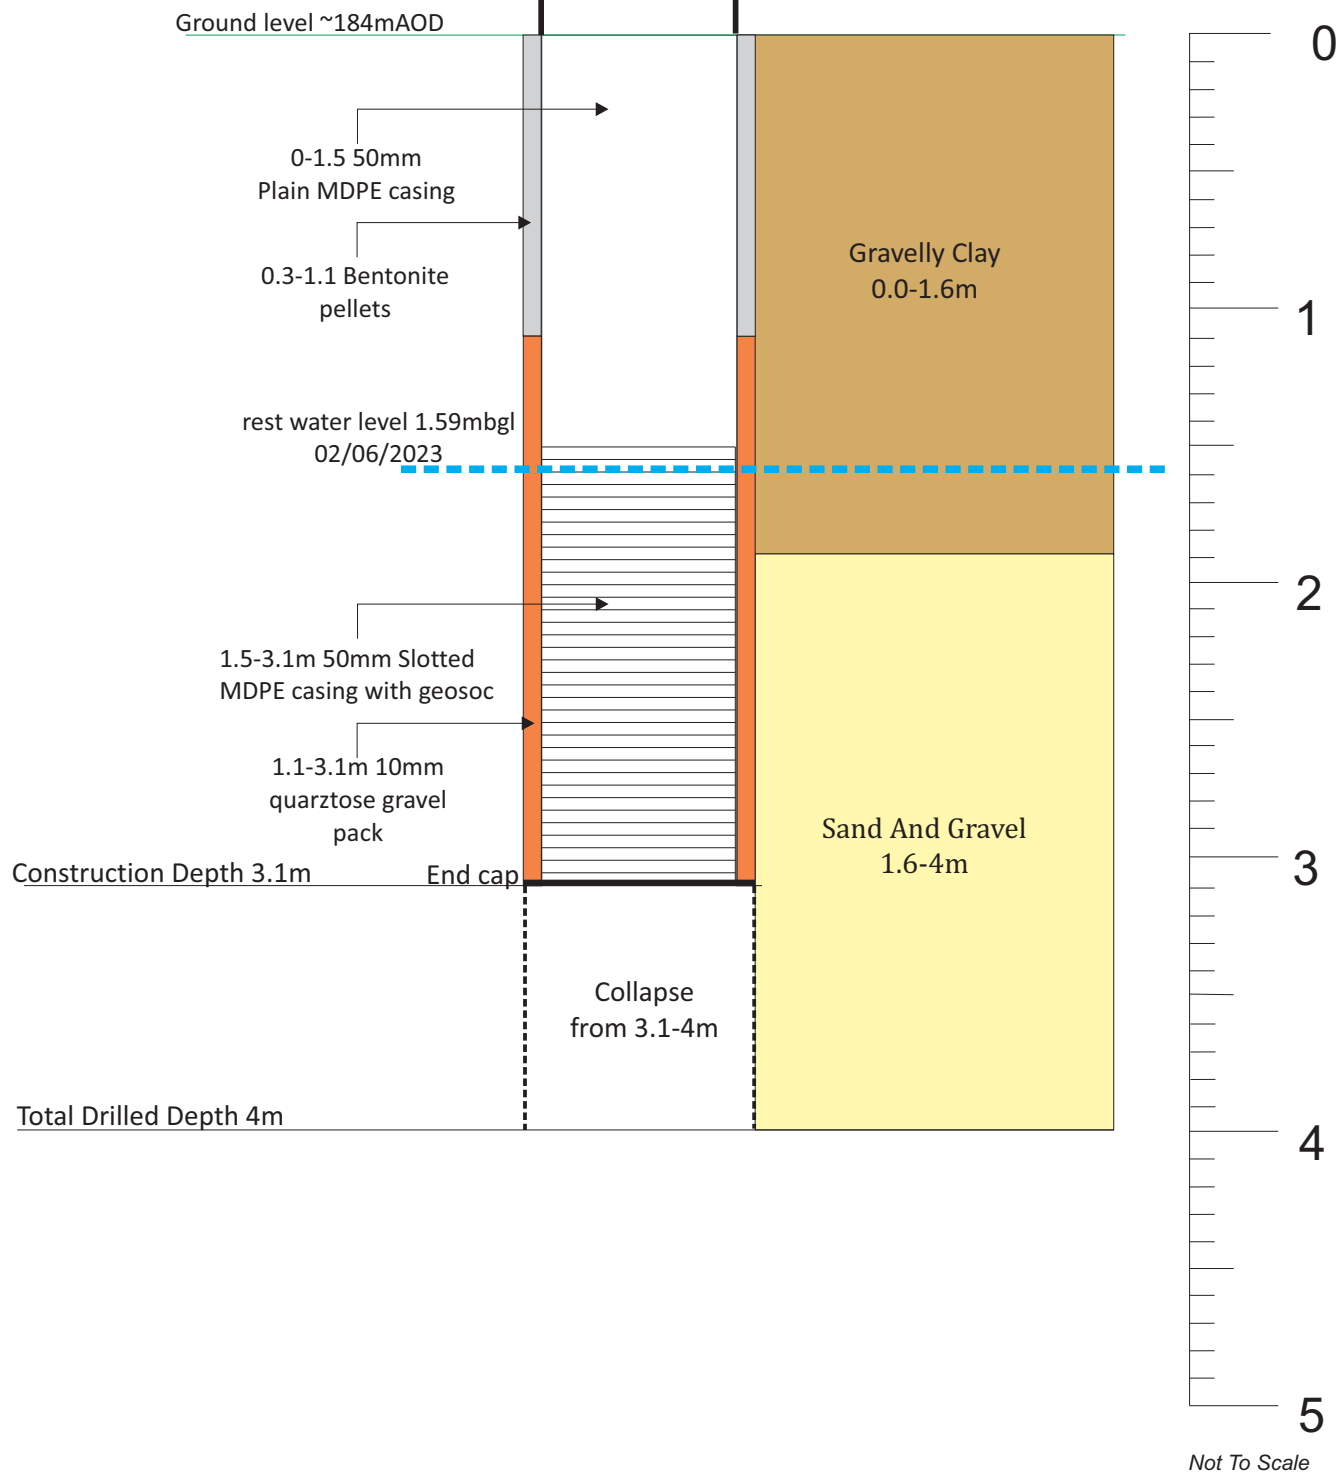 Ground level ~184mAOD
0
0-1.5 50mm
Plain MDPE casing
0.3-1.1 Bentonite
pellets
Gravelly Clay
0.0-1.6m
1
rest water level 1.59mbgl
02/06/2023
2
1.5-3.1m 50mm Slotted
MDPE casing with geosoc
1.1-3.1m 10mm
quarztose gravel
pack
Sand And Gravel
1.6-4m
3
Construction Depth 3.1m
End cap
Collapse
from 3.1-4m
Total Drilled Depth 4m
4
5
Not To Scale